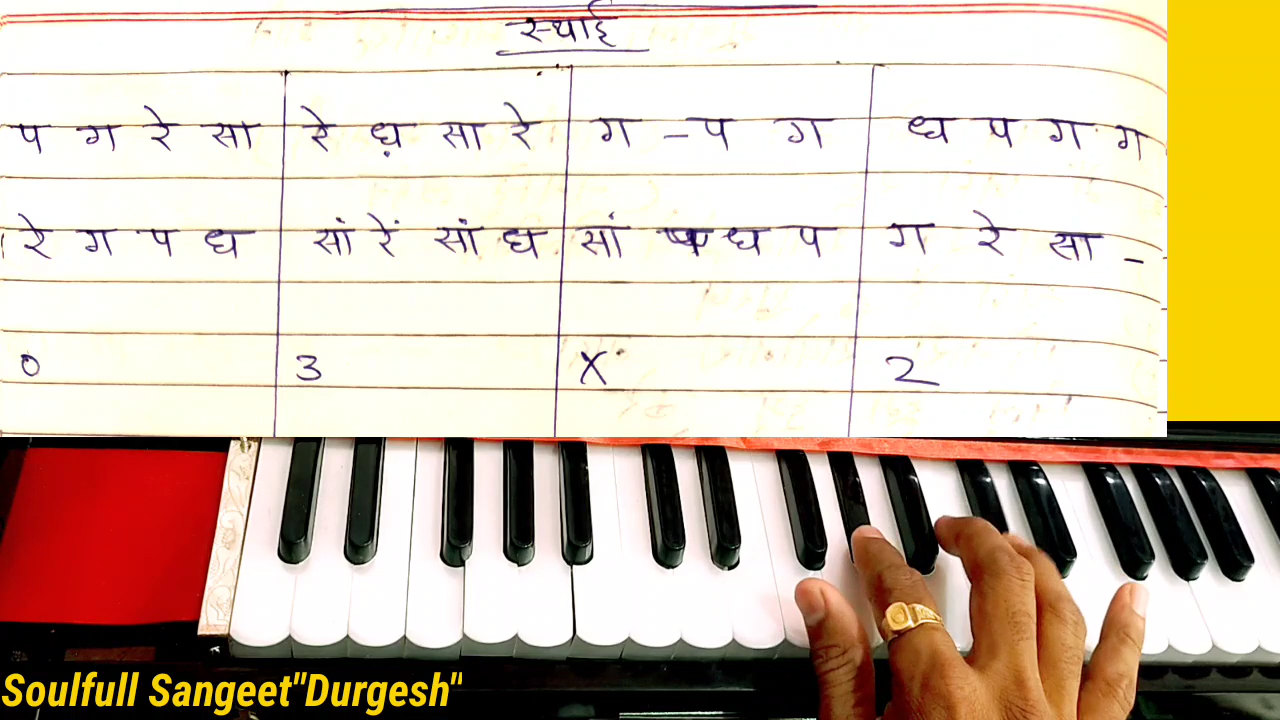 स्थाई
प ग रे सा रे ध़ सा रे ग – प ग ध प ग ग
। रे ग प ध सां रें सां ध सां ध प ग रे सा –
0 3 X 2
Soulfull Sangeet"Durgesh"